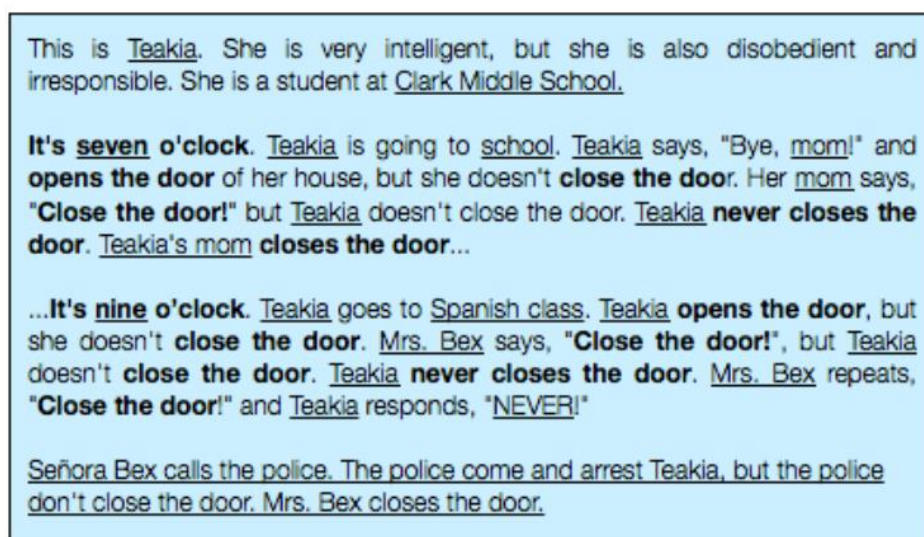 This is Teakia. She is very intelligent, but she is also disobedient and
irresponsible. She is a student at Clark Middle School.
It's seven o'clock. Teakia is going to school. Teakia says, "Bye, mom!" and
opens the door of her house, but she doesn't close the door. Her mom says,
"Close the door!" but Teakia doesn't close the door. Teakia never closes the
door. Teakia's mom closes the door...
...It's nine o'clock. Teakia goes to Spanish class. Teakia opens the door, but
she doesn't close the door. Mrs. Bex says, "Close the door!", but Teakia
doesn't close the door. Teakia never closes the door. Mrs. Bex repeats,
"Close the door!" and Teakia responds, "NEVER!"
Señora Bex calls the police. The police come and arrest Teakia, but the police
don't close the door. Mrs. Bex closes the door.